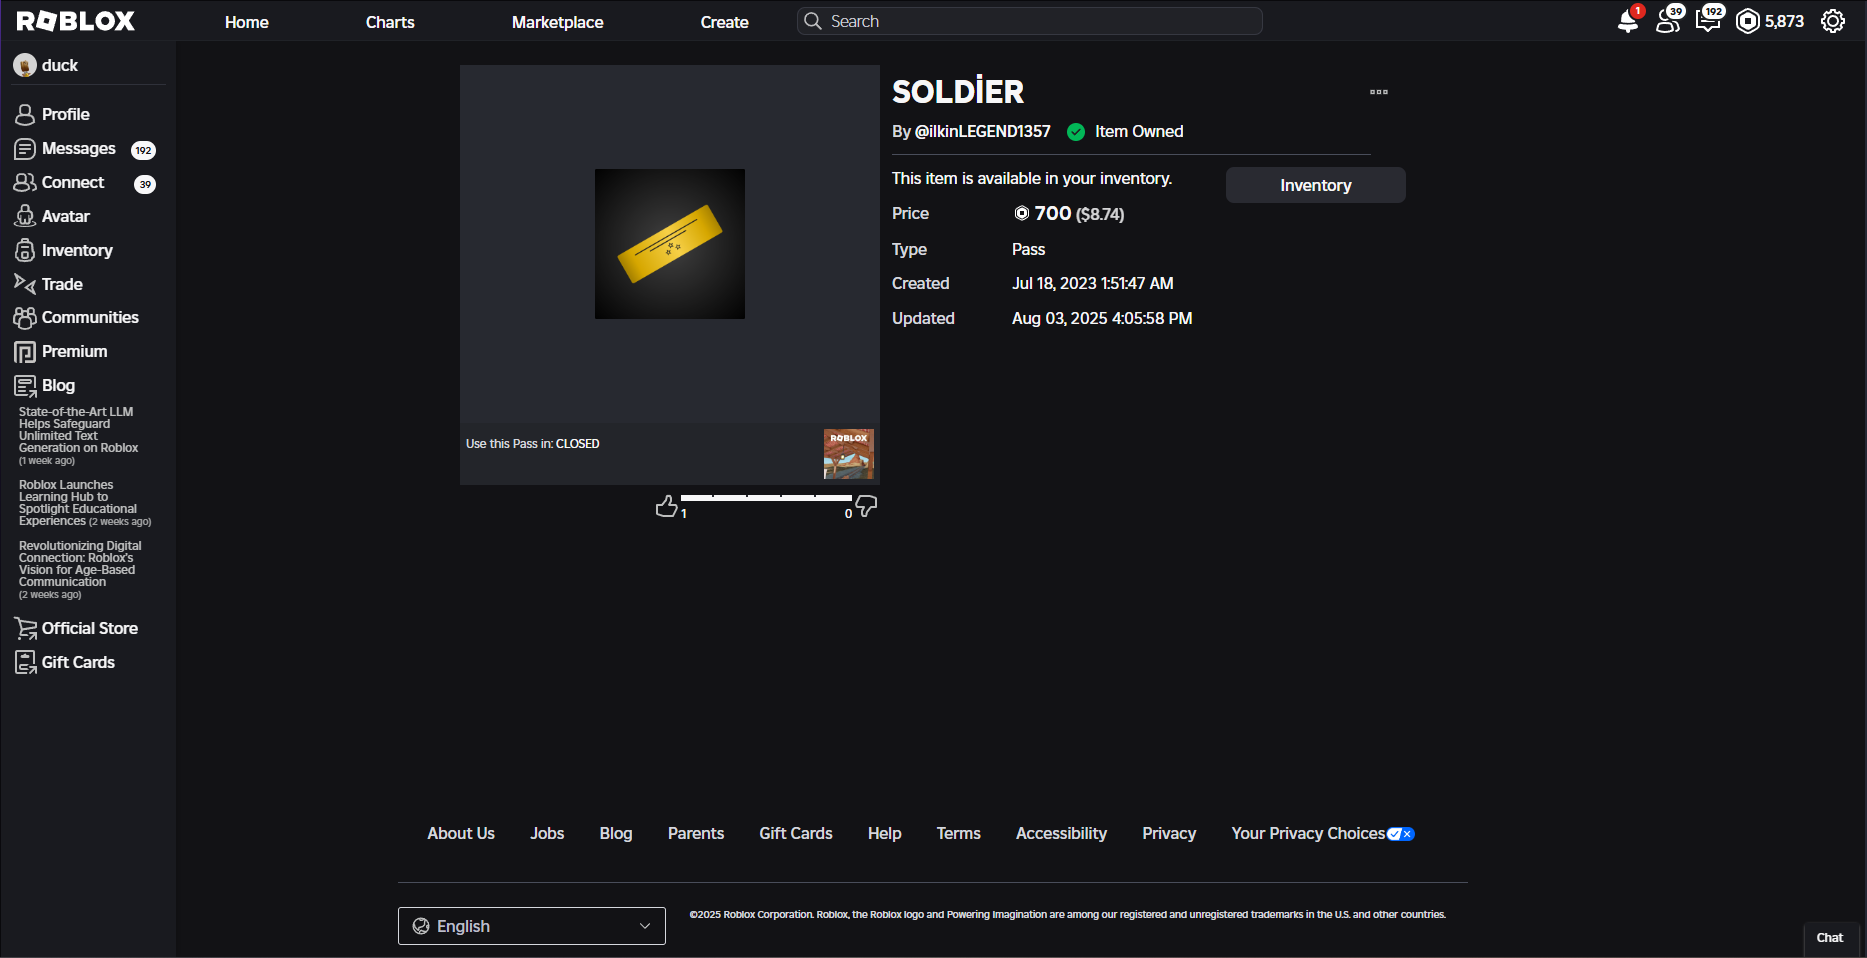 ROBLOX
Home
Charts
Marketplace
Create
Search
1
39
192
5,873
duck
Profile
Messages
192
Connect
39
Avatar
Inventory
Trade
Communities
Premium
Blog
State-of-the-Art LLM
Helps Safeguard
Unlimited Text
Generation on Roblox
(1 week ago)
Roblox Launches
Learning Hub to
Spotlight Educational
Experiences (2 weeks ago)
Revolutionizing Digital
Connection: Roblox's
Vision for Age-Based
Communication
(2 weeks ago)
Official Store
Gift Cards
Use this Pass in: CLOSED
ROBLOX
1
0
SOLDİER
By @ilkinLEGEND1357
Item Owned
This item is available in your inventory.
Inventory
Price
700 ($8.74)
Type
Pass
Created
Jul 18, 2023 1:51:47 AM
Updated
Aug 03, 2025 4:05:58 PM
About Us
Jobs
Blog
Parents
Gift Cards
Help
Terms
Accessibility
Privacy
Your Privacy Choices
English
©2025 Roblox Corporation. Roblox, the Roblox logo and Powering Imagination are among our registered and unregistered trademarks in the U.S. and other countries.
Chat